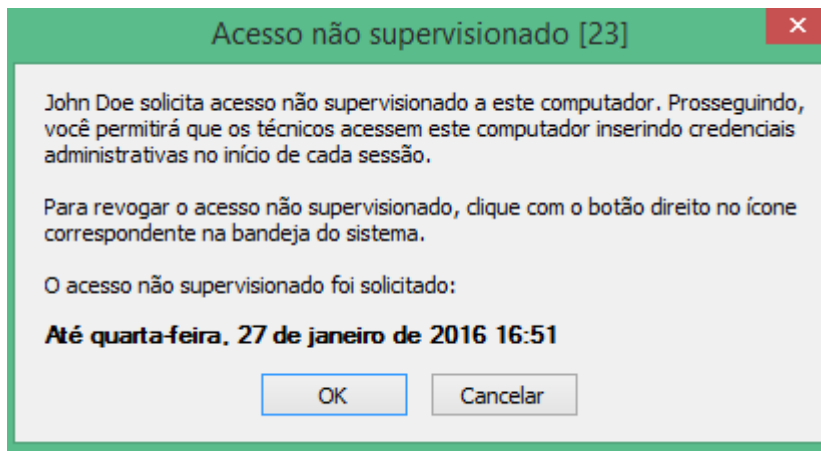 Acesso não supervisionado [23]
John Doe solicita acesso não supervisionado a este computador. Prosseguindo,
você permitirá que os técnicos acessem este computador inserindo credenciais
administrativas no início de cada sessão.
Para revogar o acesso não supervisionado, clique com o botão direito no ícone
correspondente na bandeja do sistema.
O acesso não supervisionado foi solicitado:
Até quarta-feira, 27 de janeiro de 2016 16:51
OK
Cancelar